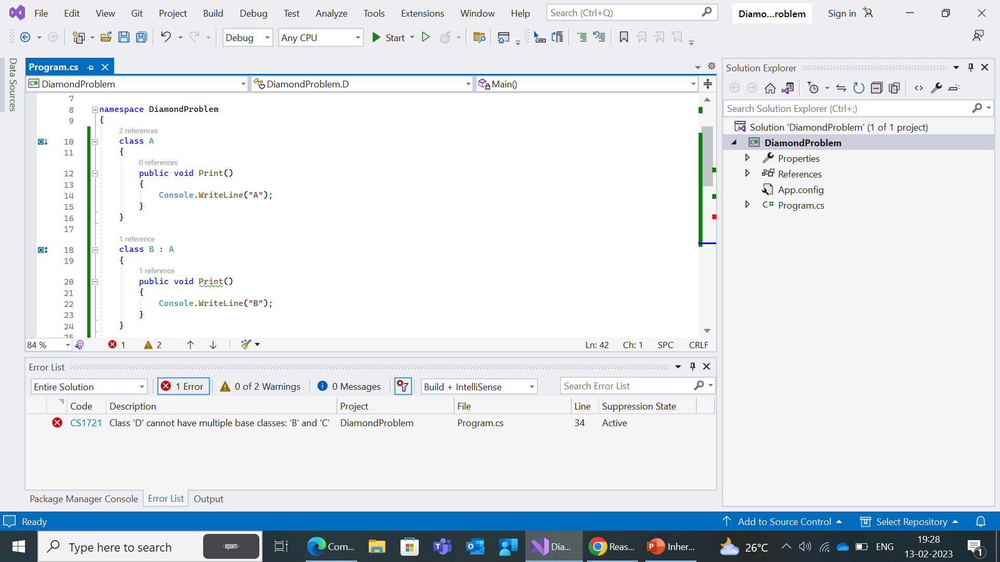 File Edit View Git Project Build Debug Test Analyze Tools Extensions Window Help Search (Ctrl+Q) Diamo...roblem Sign in
Debug Any CPU Start
Data Sources
Program.cs
DiamondProblem DiamondProblem.D Main()
7
8 namespace DiamondProblem
9 {
2 references
10 class A
11 {
0 references
12 public void Print()
13 {
14 Console.WriteLine("A");
15 }
16 }
17
1 reference
18 class B : A
19 {
1 reference
20 public void Print()
21 {
22 Console.WriteLine("B");
23 }
24 }
25
84 % 1 2 Ln: 42 Ch: 1 SPC CRLF
Error List
Entire Solution 1 Error 0 of 2 Warnings 0 Messages Build + IntelliSense Search Error List
Code Description Project File Line Suppression State
CS1721 Class 'D' cannot have multiple base classes: 'B' and 'C' DiamondProblem Program.cs 34 Active
Package Manager Console Error List Output
Solution Explorer
Search Solution Explorer (Ctrl+;)
Solution 'DiamondProblem' (1 of 1 project)
C# DiamondProblem
Properties
References
App.config
C# Program.cs
Ready Add to Source Control Select Repository
Type here to search <epam> Com... Dia... Reas... Inher... 26°C ENG 19:28
13-02-2023 1